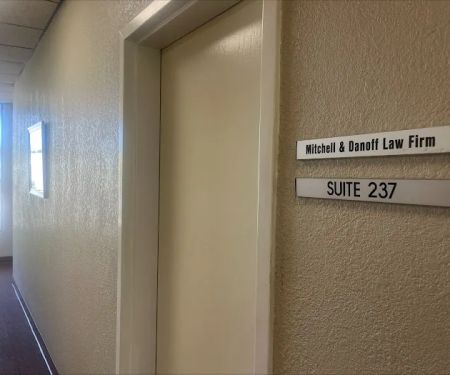 Mitchell & Danoff Law Firm
SUITE 237